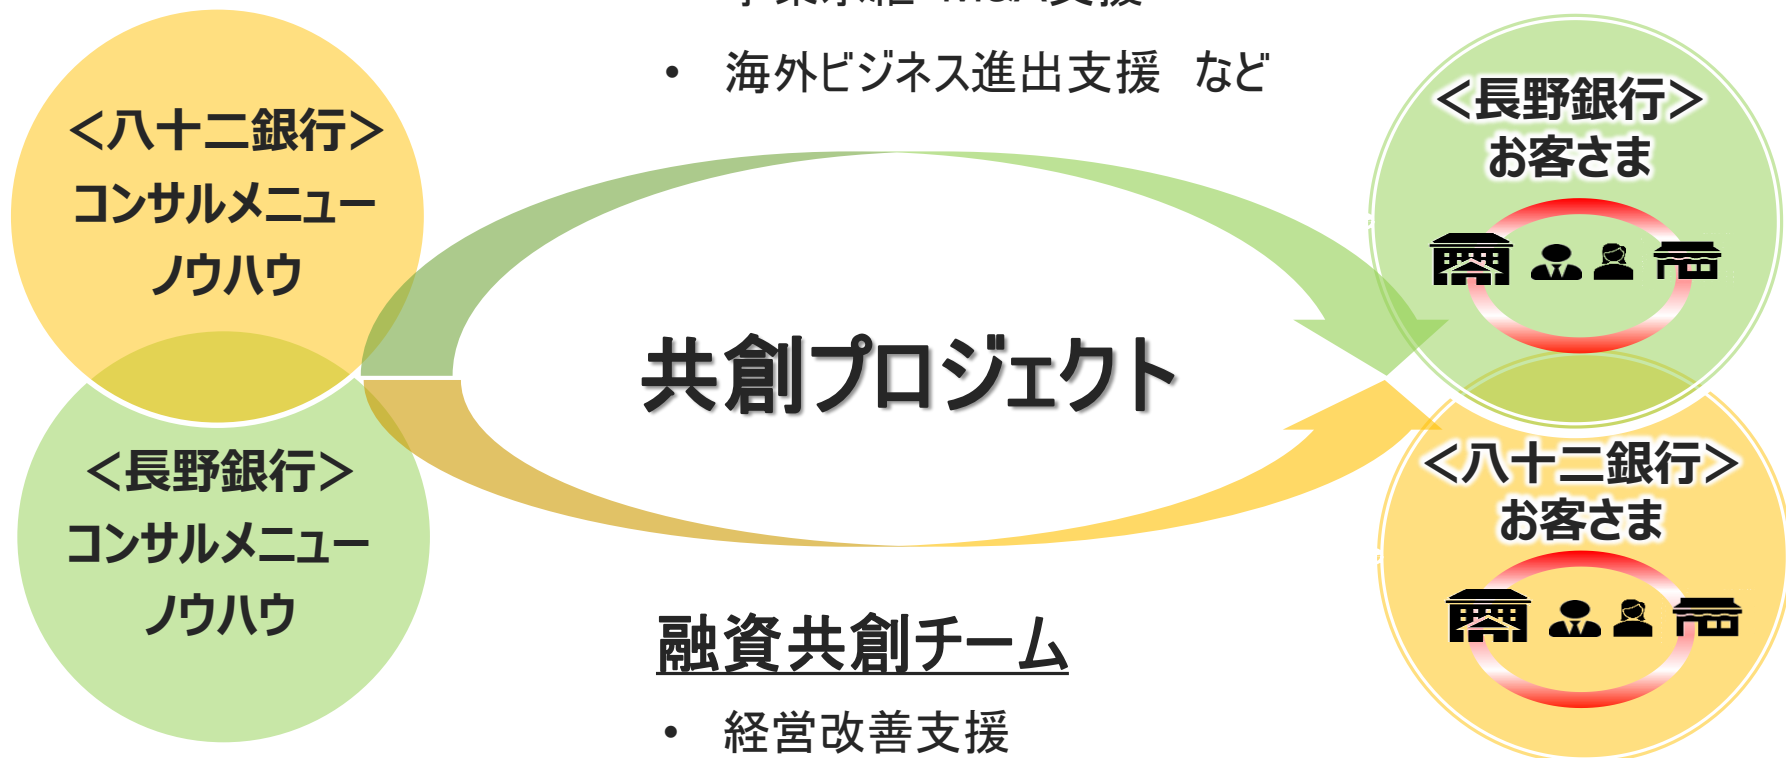 • 海外ビジネス進出支援 など
<八十二銀行>
コンサルメニュー
ノウハウ
<長野銀行>
コンサルメニュー
ノウハウ
共創プロジェクト
<長野銀行>
お客さま
<八十二銀行>
お客さま
融資共創チーム
• 経営改善支援